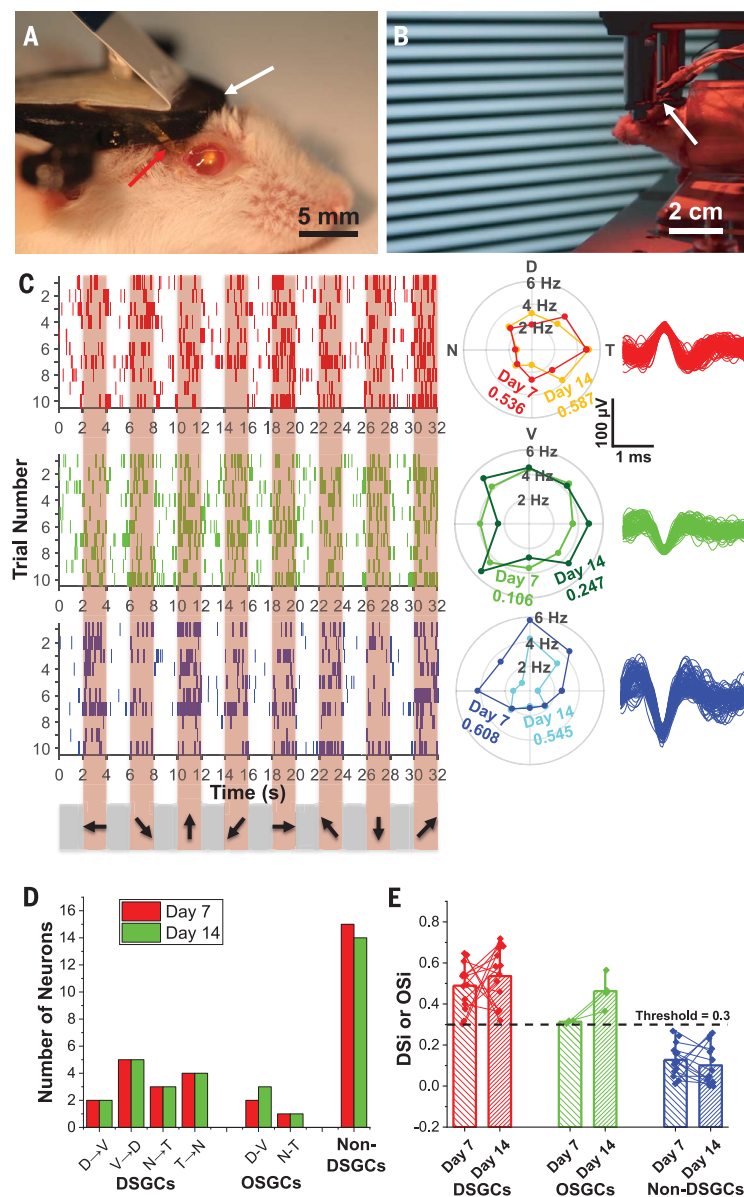 A
5 mm
B
2 cm
C
Trial Number
2
4
6
8
10
0 2 4 6 8 10 12 14 16 18 20 22 24 26 28 30 32
2
4
6
8
10
0 2 4 6 8 10 12 14 16 18 20 22 24 26 28 30 32
2
4
6
8
10
0 2 4 6 8 10 12 14 16 18 20 22 24 26 28 30 32
Time (s)
D
6 Hz
4 Hz
2 Hz
N
T
Day 7
0.536
Day 14
0.587
V
100 µV
1 ms
6 Hz
4 Hz
2 Hz
Day 7
0.106
Day 14
0.247
6 Hz
4 Hz
2 Hz
Day 7
0.608
Day 14
0.545
D
Number of Neurons
16
14
12
10
8
6
4
2
0
Day 7
Day 14
D→V
V→D
N→T
T→N
DSGCs
D-V
N-T
OSGCs
Non-
DSGCs
E
DSi or OSi
0.8
0.6
0.4
0.2
0.0
-0.2
Threshold = 0.3
Day 7
Day 14
DSGCs
Day 7
Day 14
OSGCs
Day 7
Day 14
Non-DSGCs